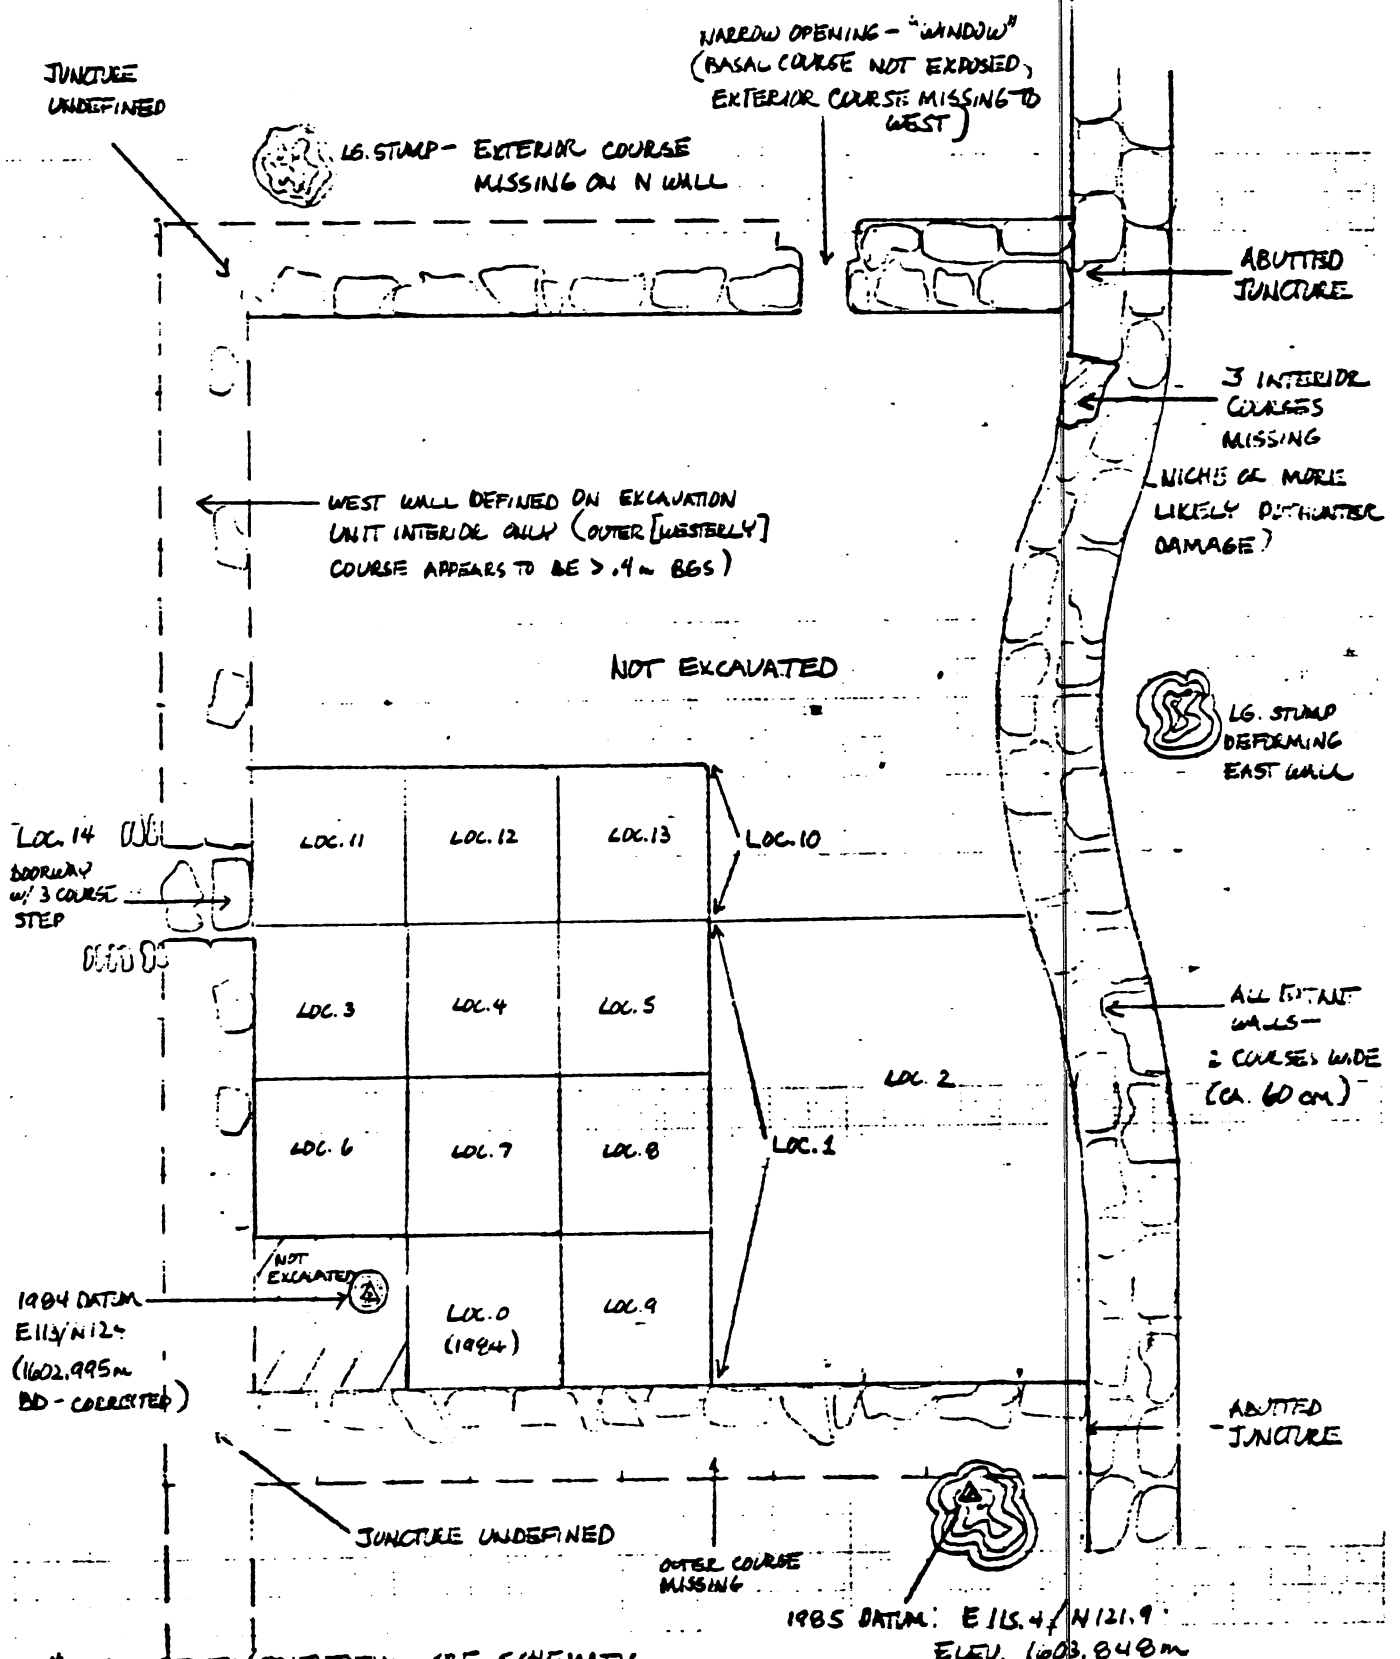 NARROW OPENING - "WINDOW"
(BASAL COURSE NOT EXPOSED,
EXTERIOR COURSE MISSING TO
WEST)
JUNCTURE
UNDEFINED
LG. STUMP - EXTERIOR COURSE
MISSING ON N WALL
ABUTTED
JUNCTURE
3 INTERIOR
COURSES
MISSING
NICHE OR MORE
LIKELY POTHUNTER
DAMAGE)
WEST WALL DEFINED ON EXCAVATION
UNIT INTERIOR ONLY (OUTER [WESTERLY]
COURSE APPEARS TO BE > .4m BGS)
NOT EXCAVATED
LG. STUMP
DEFORMING
EAST WALL
LOC. 14
LOC. 11
LOC. 12
LOC. 13
LOC. 10
DOORWAY
w/ 3 COURSE
STEP
LOC. 3
LOC. 4
LOC. 5
ALL EXTANT
WALLS -
2 COURSES WIDE
(CA. 60 cm)
LOC. 2
LOC. 6
LOC. 7
LOC. 8
LOC. 1
NOT
EXCAVATED
1984 DATUM
(1602.995m
BD - CORRECTED)
LOC. 0
(1984)
LOC. 9
ABUTTED
JUNCTURE
JUNCTURE UNDEFINED
OUTER COURSE
MISSING
1985 DATUM: E 115.4 / N 121.9
ELEV. 1603.848m
SCHEMATIC